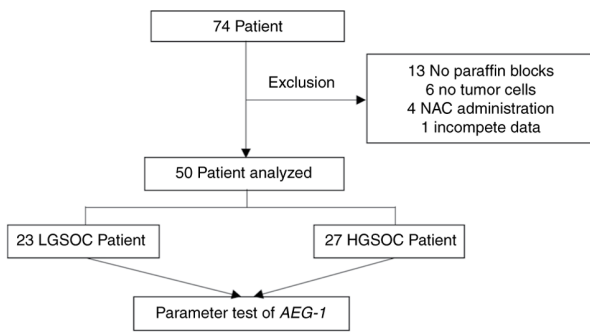 74 Patient
Exclusion
13 No paraffin blocks
6 no tumor cells
4 NAC administration
1 incompete data
50 Patient analyzed
23 LGSOC Patient
27 HGSOC Patient
Parameter test of AEG-1